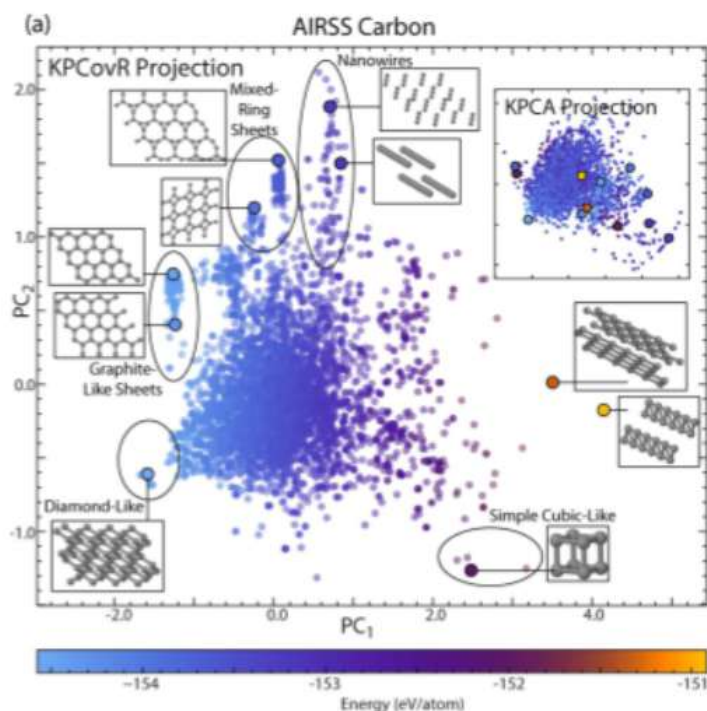 (a)
AIRSS Carbon
KPCovR Projection
Nanowires
Mixed-
Ring
Sheets
KPCA Projection
2.0
1.0
0.0
-1.0
PC2
Graphite-
Like Sheets
Diamond-Like
Simple Cubic-Like
-2.0 0.0 2.0 4.0
PC1
-154 -153 -152 -151
Energy (eV/atom)